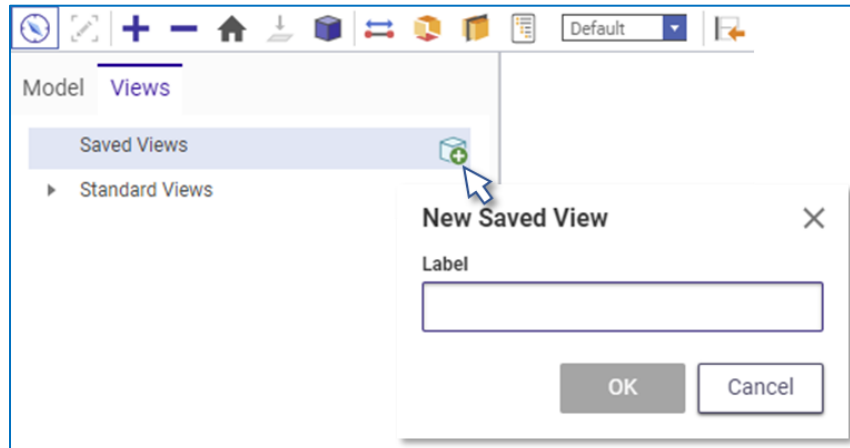 Default
Model Views
Saved Views
Standard Views
New Saved View
Label
OK Cancel